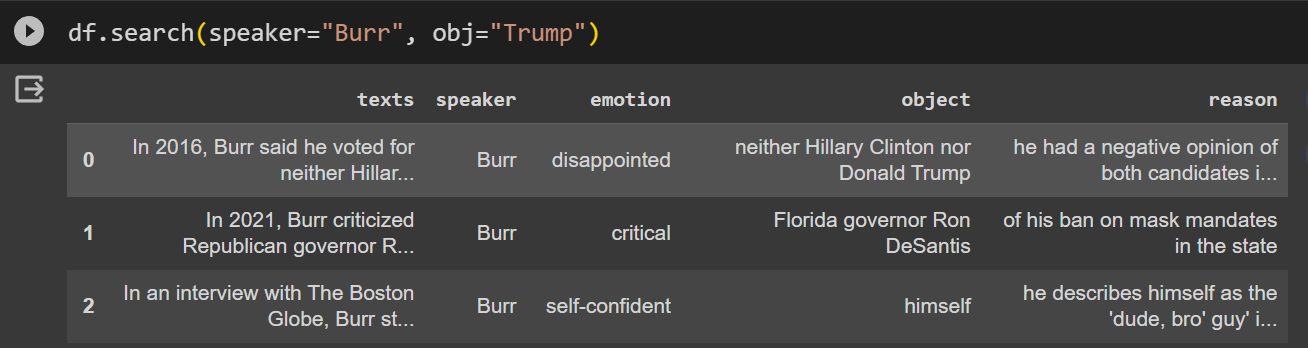 df.search(speaker="Burr", obj="Trump")
texts speaker emotion object reason
0 In 2016, Burr said he voted for neither Hillar... Burr disappointed neither Hillary Clinton nor Donald Trump he had a negative opinion of both candidates i...
1 In 2021, Burr criticized Republican governor R... Burr critical Florida governor Ron DeSantis of his ban on mask mandates in the state
2 In an interview with The Boston Globe, Burr st... Burr self-confident himself he describes himself as the 'dude, bro' guy' i...